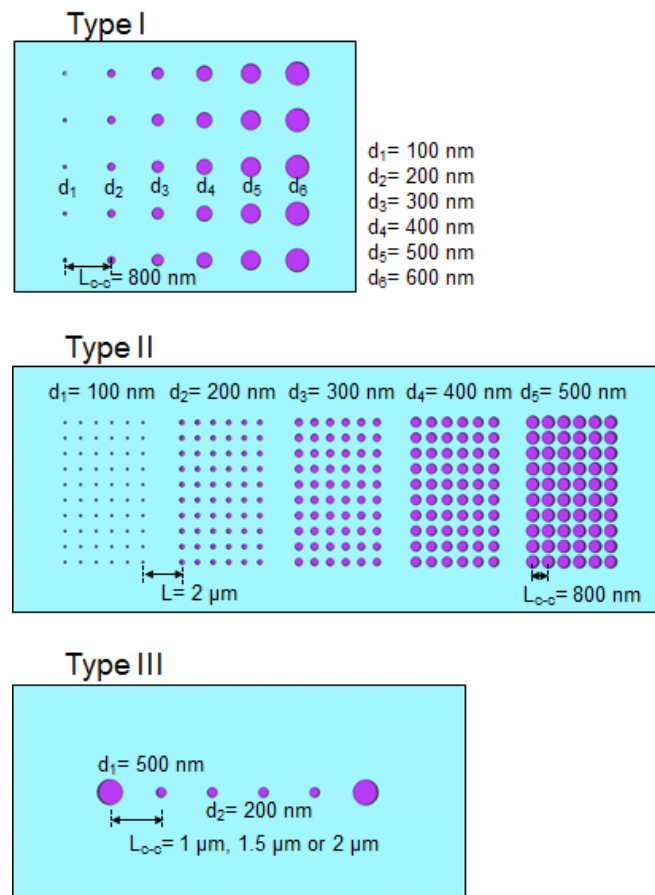 Type I
d₁= 100 nm
d₂= 200 nm
d₃= 300 nm
d₄= 400 nm
d₅= 500 nm
d₆= 600 nm
d₁ d₂ d₃ d₄ d₅ d₆
L_c-c= 800 nm
Type II
d₁= 100 nm d₂= 200 nm d₃= 300 nm d₄= 400 nm d₅= 500 nm
L= 2 µm
L_c-c= 800 nm
Type III
d₁= 500 nm
d₂= 200 nm
L_c-c= 1 µm, 1.5 µm or 2 µm